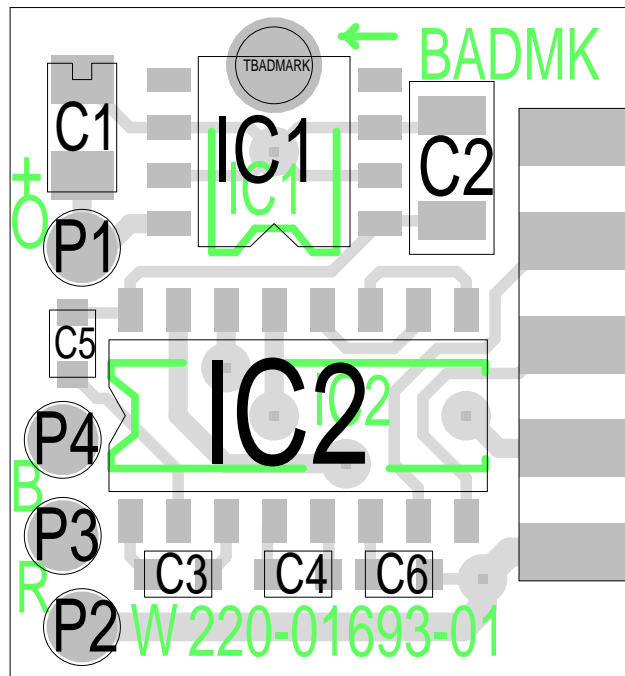 TBADMARK
BADMK
C1
IC1
IC1
C2
+
O
P1
C5
IC2
IC2
P4
B
P3
R
C3
C4
C6
P2
W 220-01693-01